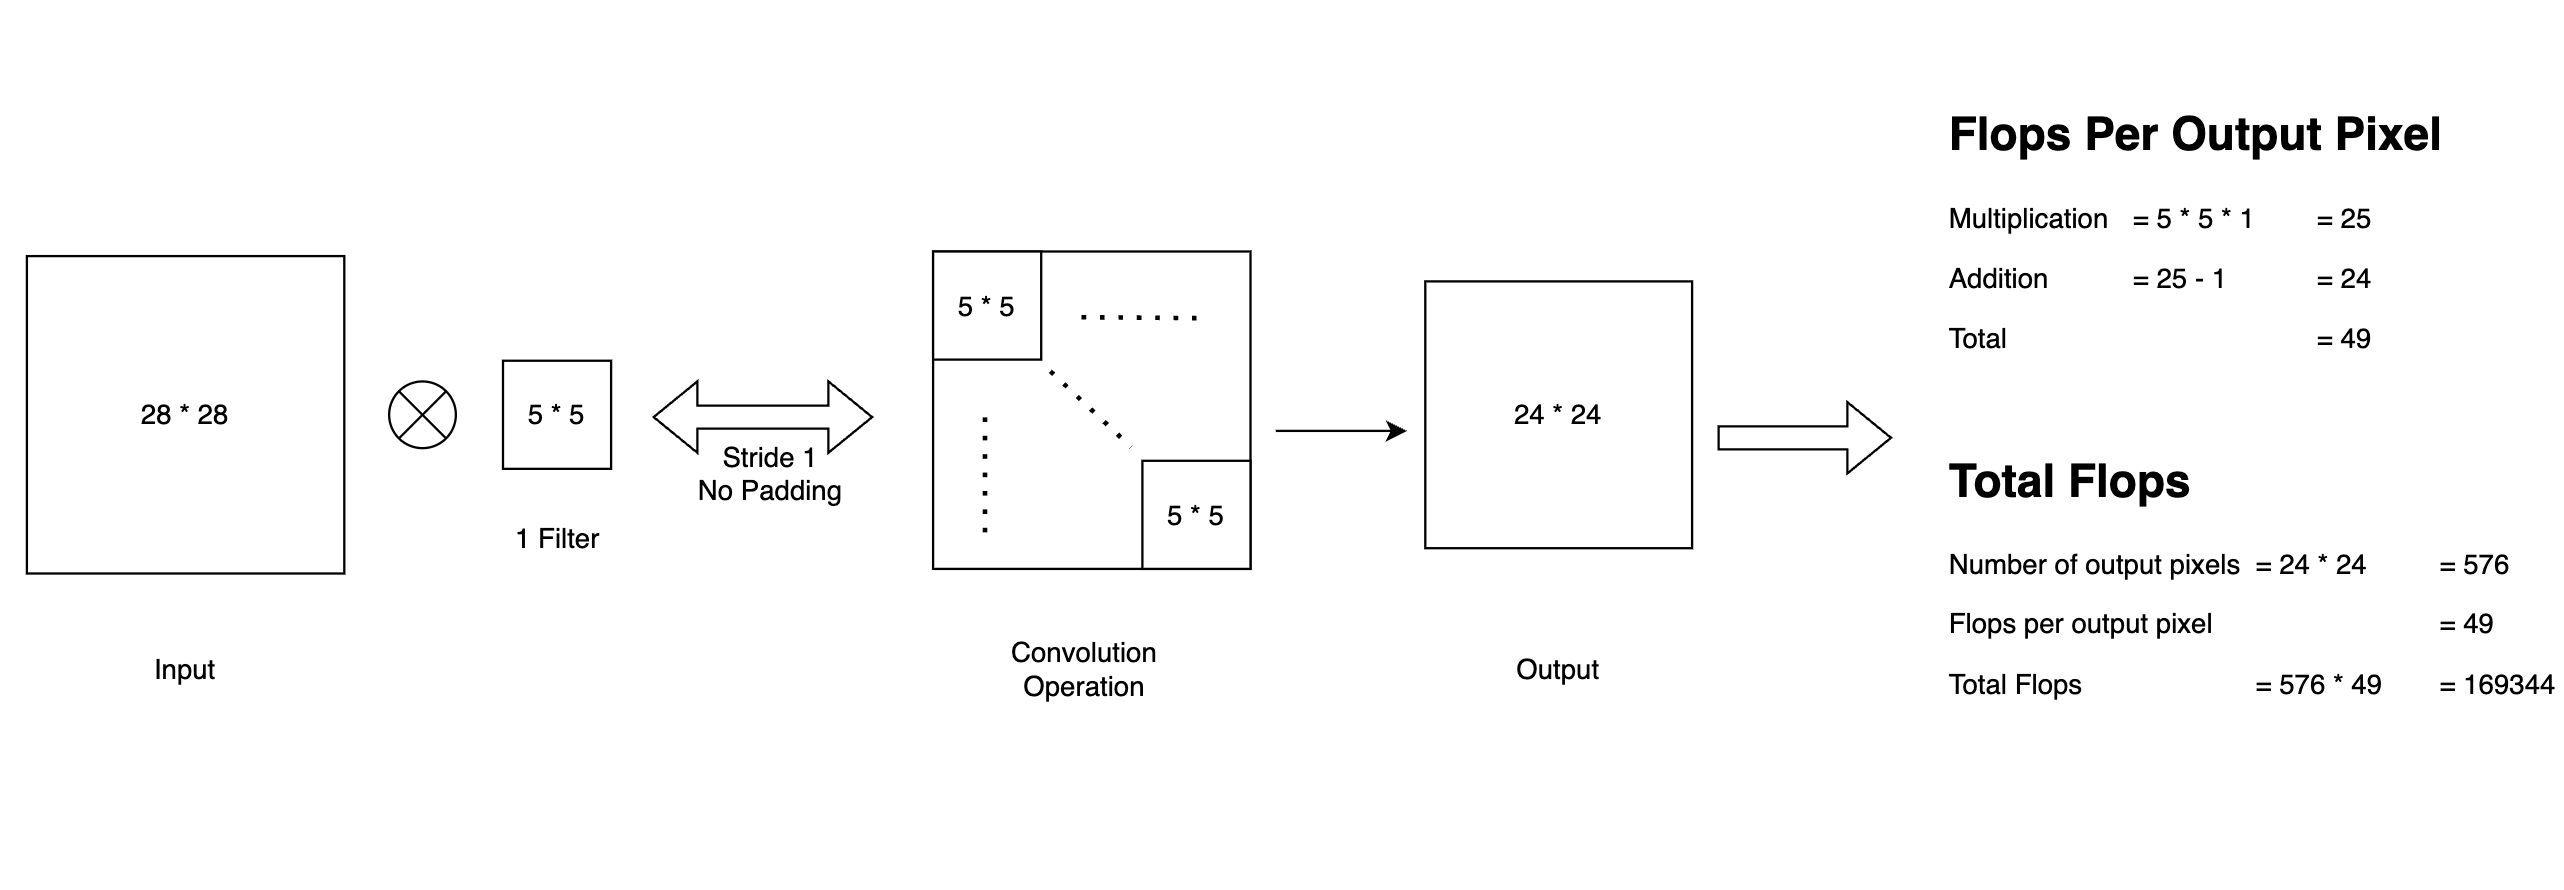 28 * 28
Input
5 * 5
1 Filter
Stride 1
No Padding
5 * 5
5 * 5
Convolution
Operation
24 * 24
Output
Flops Per Output Pixel
Multiplication = 5 * 5 * 1 = 25
Addition = 25 - 1 = 24
Total = 49
Total Flops
Number of output pixels = 24 * 24 = 576
Flops per output pixel = 49
Total Flops = 576 * 49 = 169344